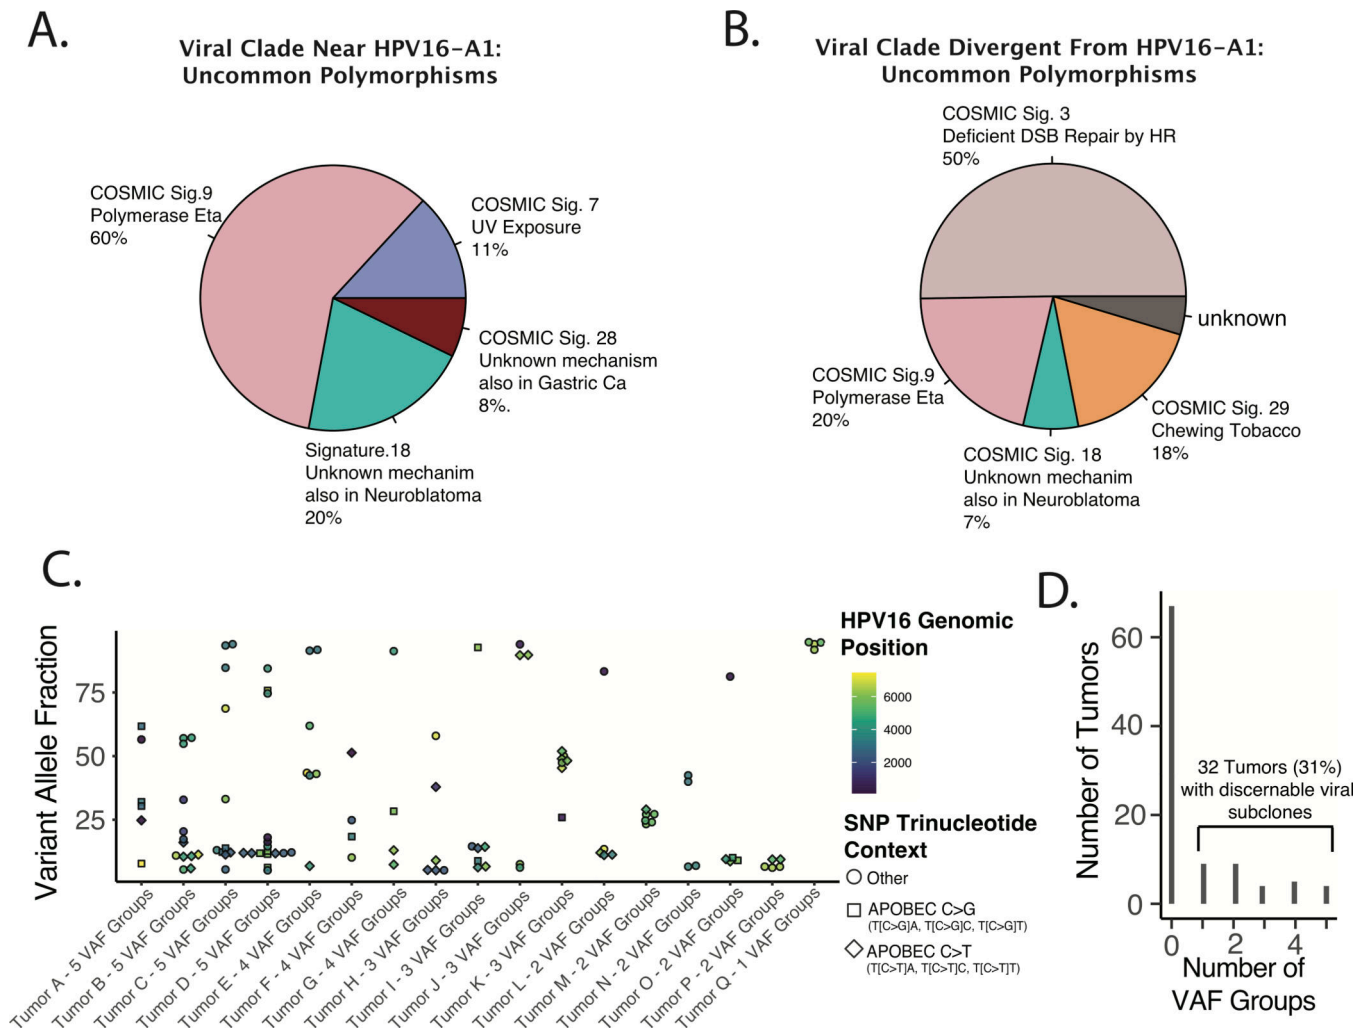 A.
Viral Clade Near HPV16-A1:
Uncommon Polymorphisms
COSMIC Sig.9
Polymerase Eta
60%
COSMIC Sig. 7
UV Exposure
11%
COSMIC Sig. 28
Unknown mechanism
also in Gastric Ca
8%.
Signature.18
Unknown mechanim
also in Neuroblatoma
20%
B.
Viral Clade Divergent From HPV16-A1:
Uncommon Polymorphisms
COSMIC Sig. 3
Deficient DSB Repair by HR
50%
unknown
COSMIC Sig.9
Polymerase Eta
20%
COSMIC Sig. 29
Chewing Tobacco
18%
COSMIC Sig. 18
Unknown mechanim
also in Neuroblatoma
7%
C.
Variant Allele Fraction
75
50
25
Tumor A - 5 VAF Groups
Tumor B - 5 VAF Groups
Tumor C - 5 VAF Groups
Tumor D - 5 VAF Groups
Tumor E - 4 VAF Groups
Tumor F - 4 VAF Groups
Tumor G - 4 VAF Groups
Tumor H - 3 VAF Groups
Tumor I - 3 VAF Groups
Tumor J - 3 VAF Groups
Tumor K - 3 VAF Groups
Tumor L - 2 VAF Groups
Tumor M - 2 VAF Groups
Tumor N - 2 VAF Groups
Tumor O - 2 VAF Groups
Tumor P - 2 VAF Groups
Tumor Q - 1 VAF Groups
HPV16 Genomic
Position
6000
4000
2000
SNP Trinucleotide
Context
Other
APOBEC C>G
(T[C>G]A, T[C>G]C, T[C>G]T)
APOBEC C>T
(T[C>T]A, T[C>T]C, T[C>T]T)
D.
Number of Tumors
60
40
20
0
32 Tumors (31%)
with discernable viral
subclones
0 2 4
Number of
VAF Groups